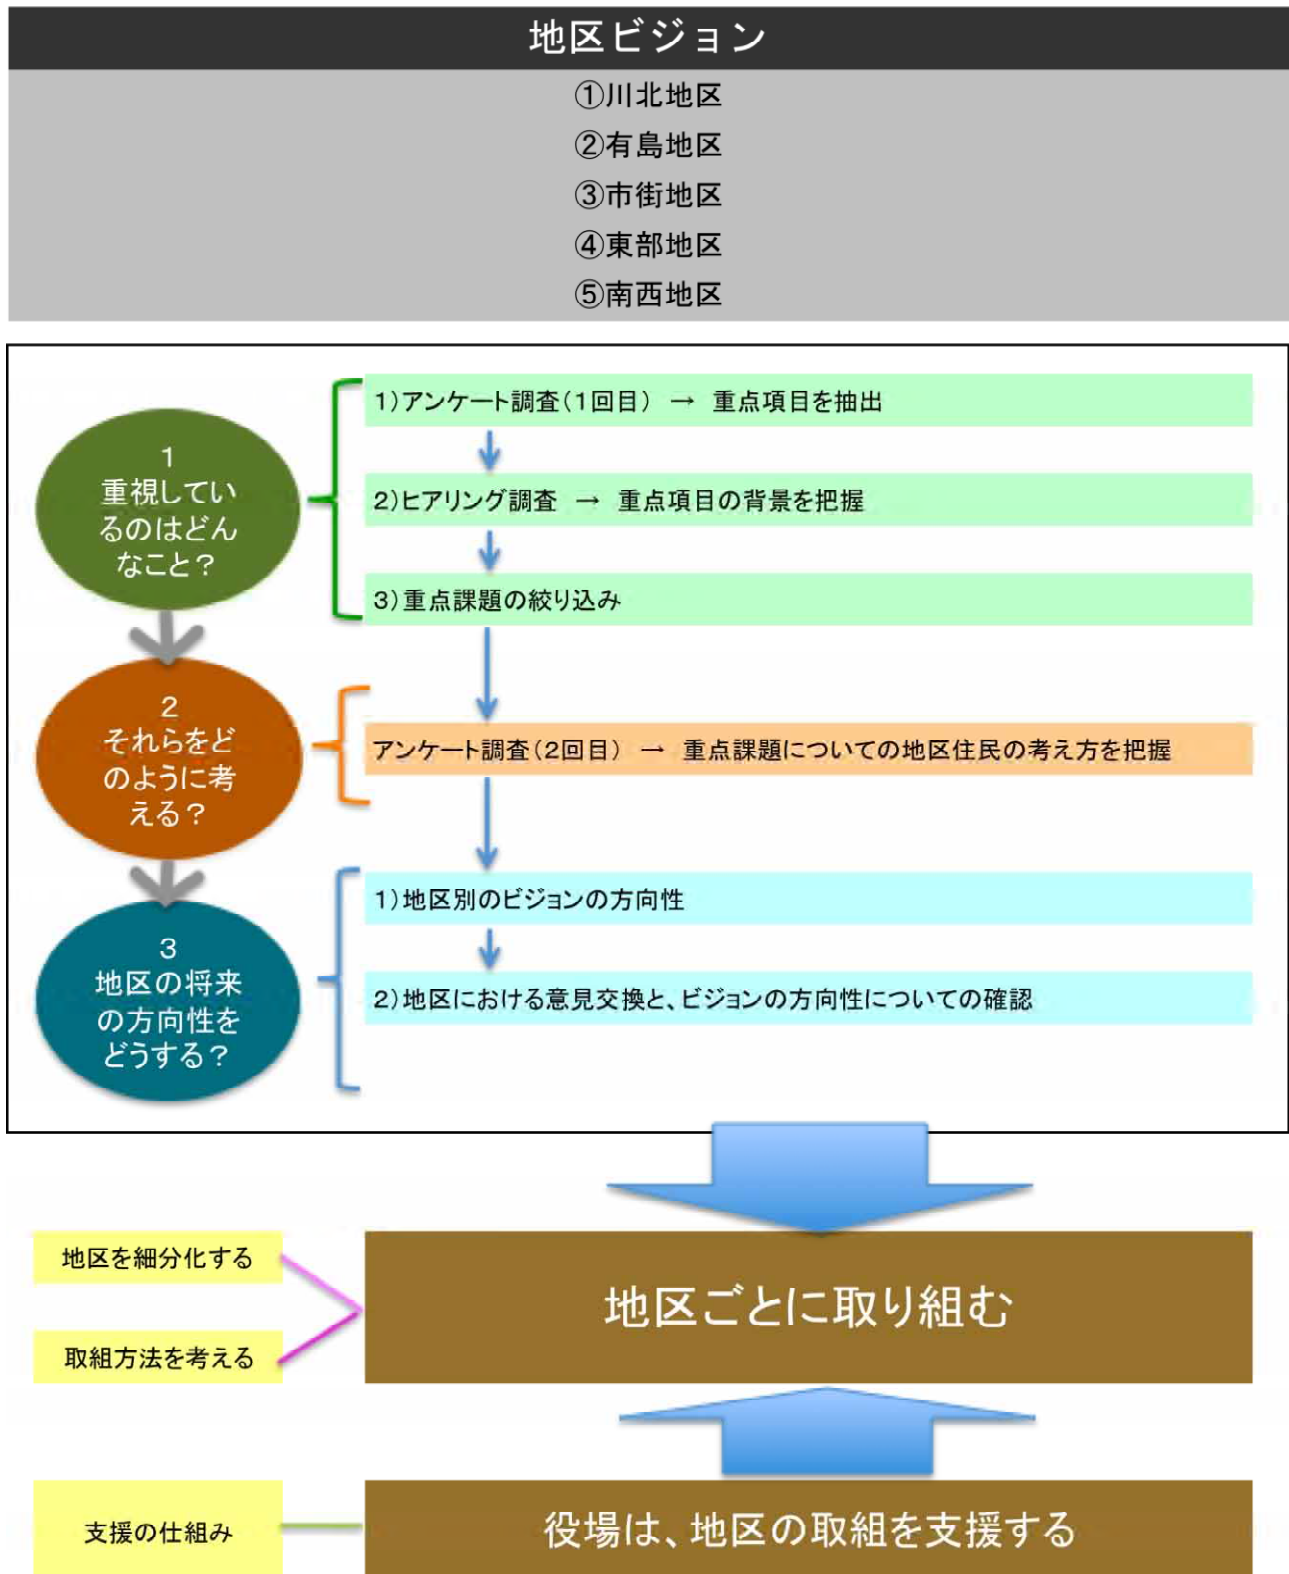 地区ビジョン
①川北地区
②有島地区
③市街地区
④東部地区
⑤南西地区
1
重視してい
るのはどん
なこと？
1)アンケート調査(1回目) → 重点項目を抽出
2)ヒアリング調査 → 重点項目の背景を把握
3)重点課題の絞り込み
2
それらをど
のように考
える？
アンケート調査(2回目) → 重点課題についての地区住民の考え方を把握
3
地区の将来
の方向性を
どうする？
1)地区別のビジョンの方向性
2)地区における意見交換と、ビジョンの方向性についての確認
地区を細分化する
取組方法を考える
地区ごとに取り組む
支援の仕組み
役場は、地区の取組を支援する